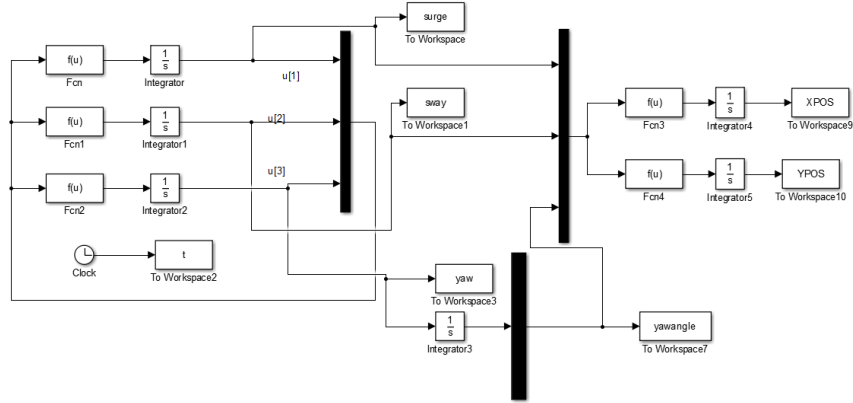 surge
To Workspace
f(u)
Fcn
1
s
Integrator
u[1]
f(u)
Fcn1
1
s
Integrator1
u[2]
sway
To Workspace1
f(u)
Fcn3
1
s
Integrator4
XPOS
To Workspace9
f(u)
Fcn2
1
s
Integrator2
u[3]
f(u)
Fcn4
1
s
Integrator5
YPOS
To Workspace10
Clock
t
To Workspace2
yaw
To Workspace3
1
s
Integrator3
yawangle
To Workspace7